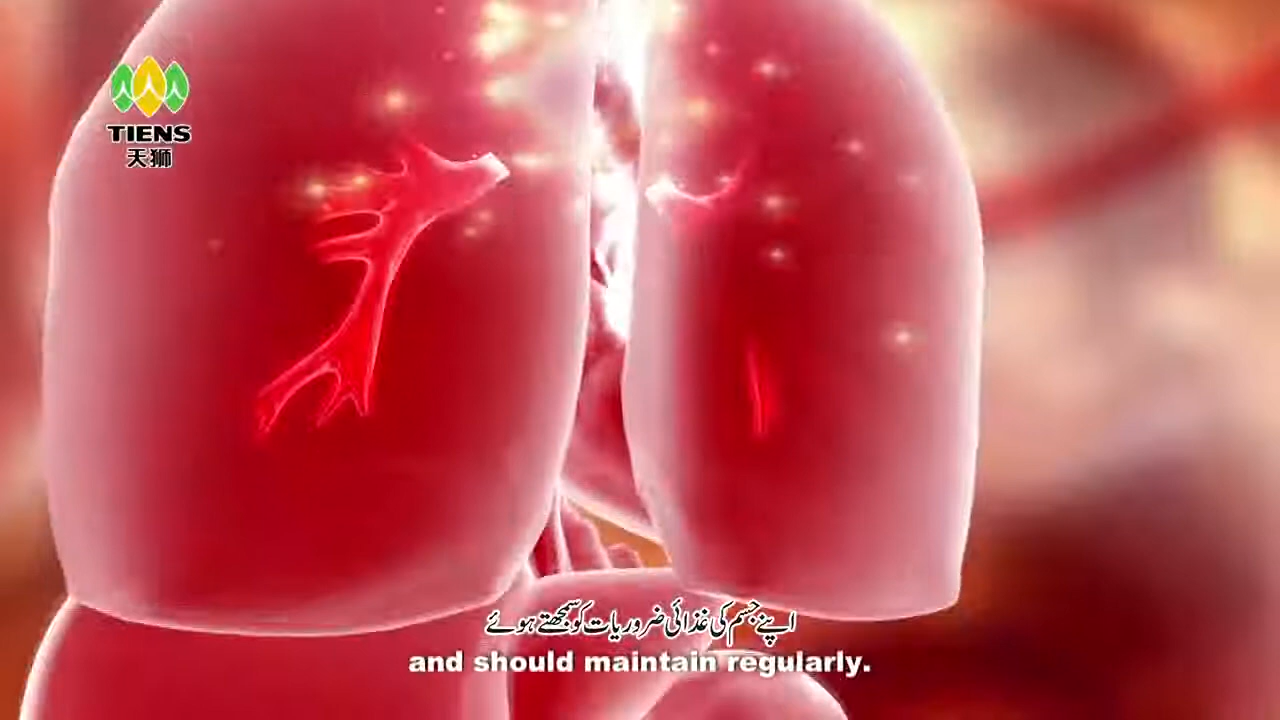 TIENS
天狮
اپنے جسم کی غذائی ضروریات کو سمجھتے ہوئے
and should maintain regularly.